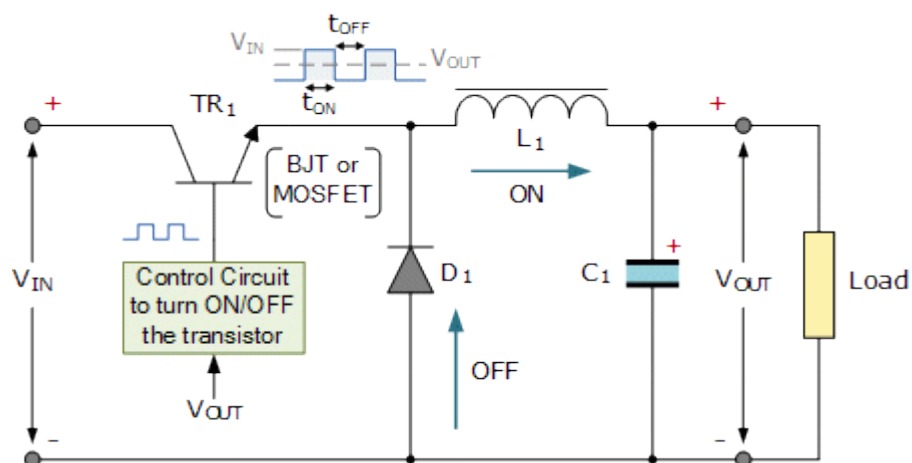 tOFF
VIN
VOUT
tON
+
TR1
+
L1
BJT or
MOSFET
ON
+
VIN
Control Circuit
to turn ON/OFF
the transistor
D1
C1
VOUT
Load
OFF
VOUT
-
-